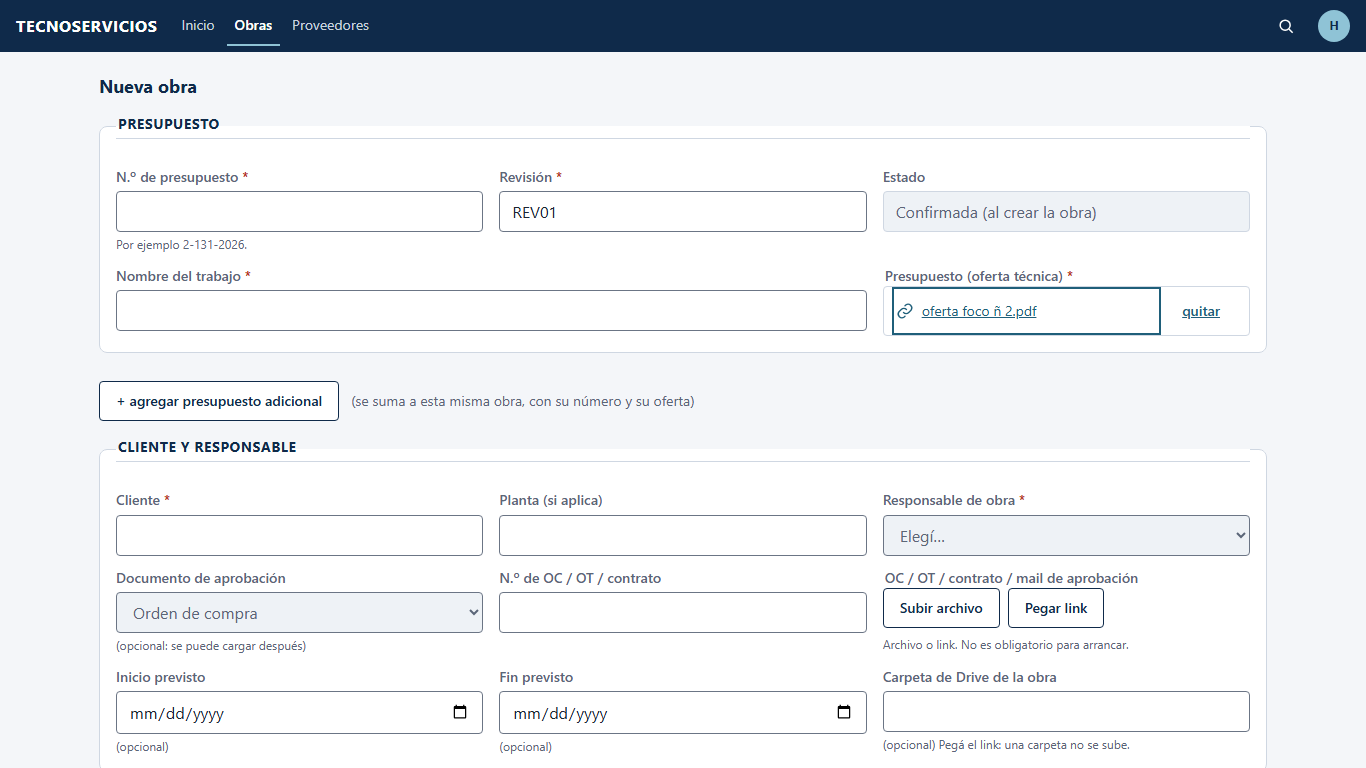 TECNOSERVICIOS Inicio Obras Proveedores H
Nueva obra
PRESUPUESTO
N.º de presupuesto * Revisión * Estado
REV01 Confirmada (al crear la obra)
Por ejemplo 2-131-2026.
Nombre del trabajo * Presupuesto (oferta técnica) *
oferta foco ñ 2.pdf quitar
+ agregar presupuesto adicional (se suma a esta misma obra, con su número y su oferta)
CLIENTE Y RESPONSABLE
Cliente * Planta (si aplica) Responsable de obra *
Elegí...
Documento de aprobación N.º de OC / OT / contrato OC / OT / contrato / mail de aprobación
Orden de compra Subir archivo Pegar link
(opcional: se puede cargar después) Archivo o link. No es obligatorio para arrancar.
Inicio previsto Fin previsto Carpeta de Drive de la obra
mm/dd/yyyy mm/dd/yyyy
(opcional) (opcional) (opcional) Pegá el link: una carpeta no se sube.